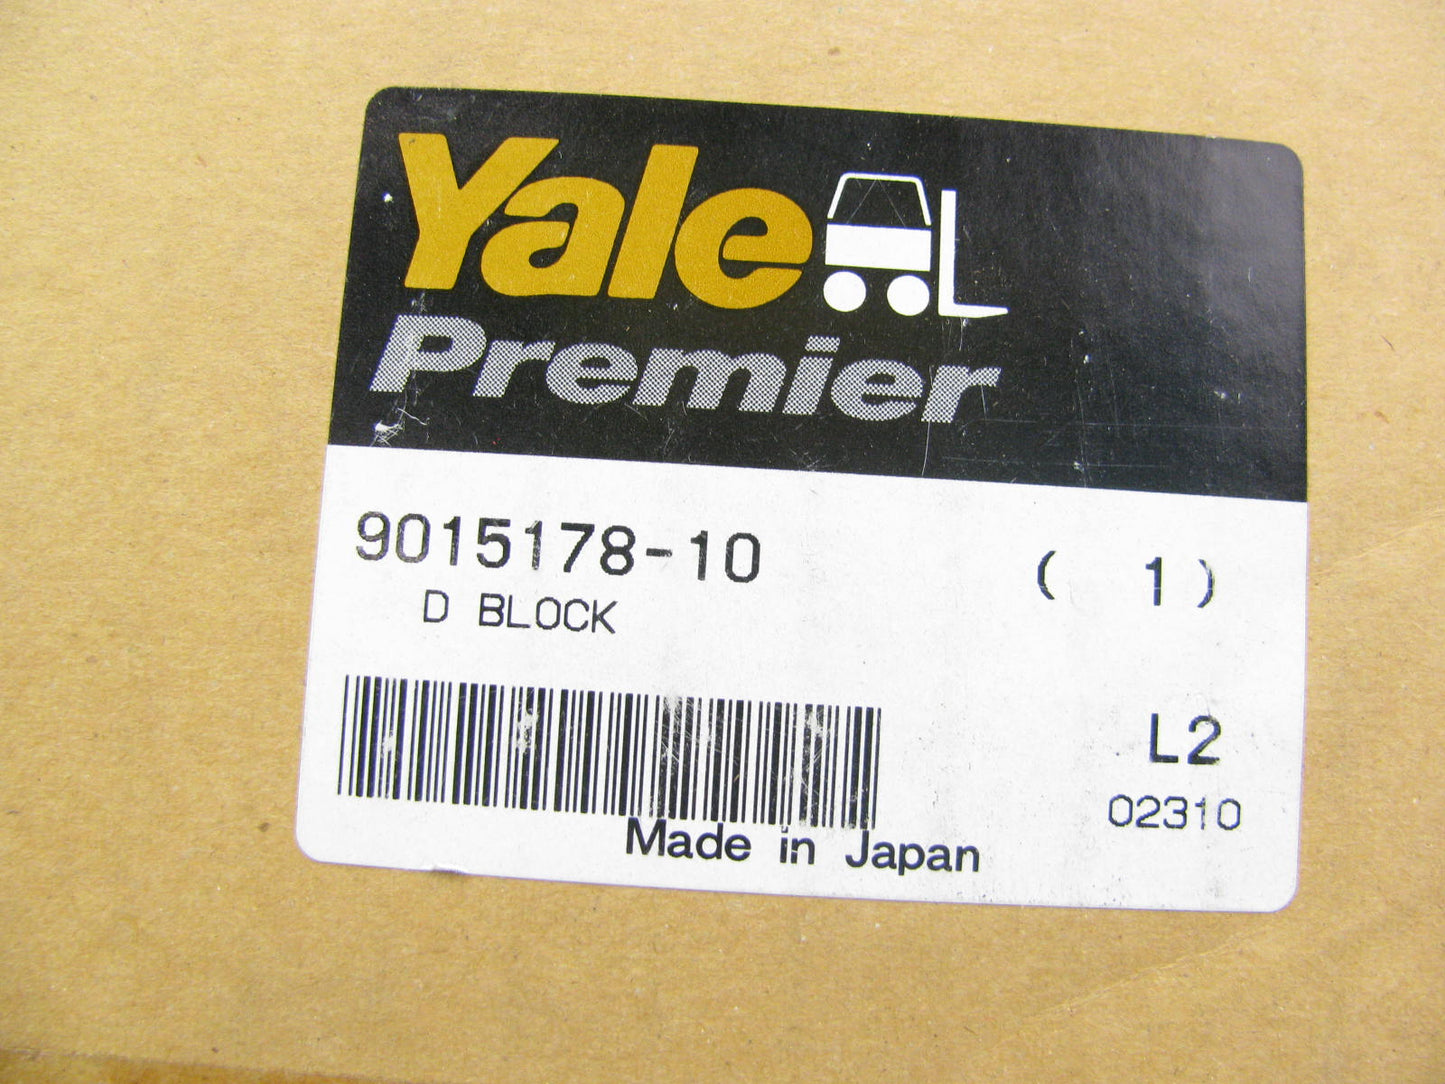 Yale
Premier
9015178-10 ( 1 )
D BLOCK
L2
02310
Made in Japan